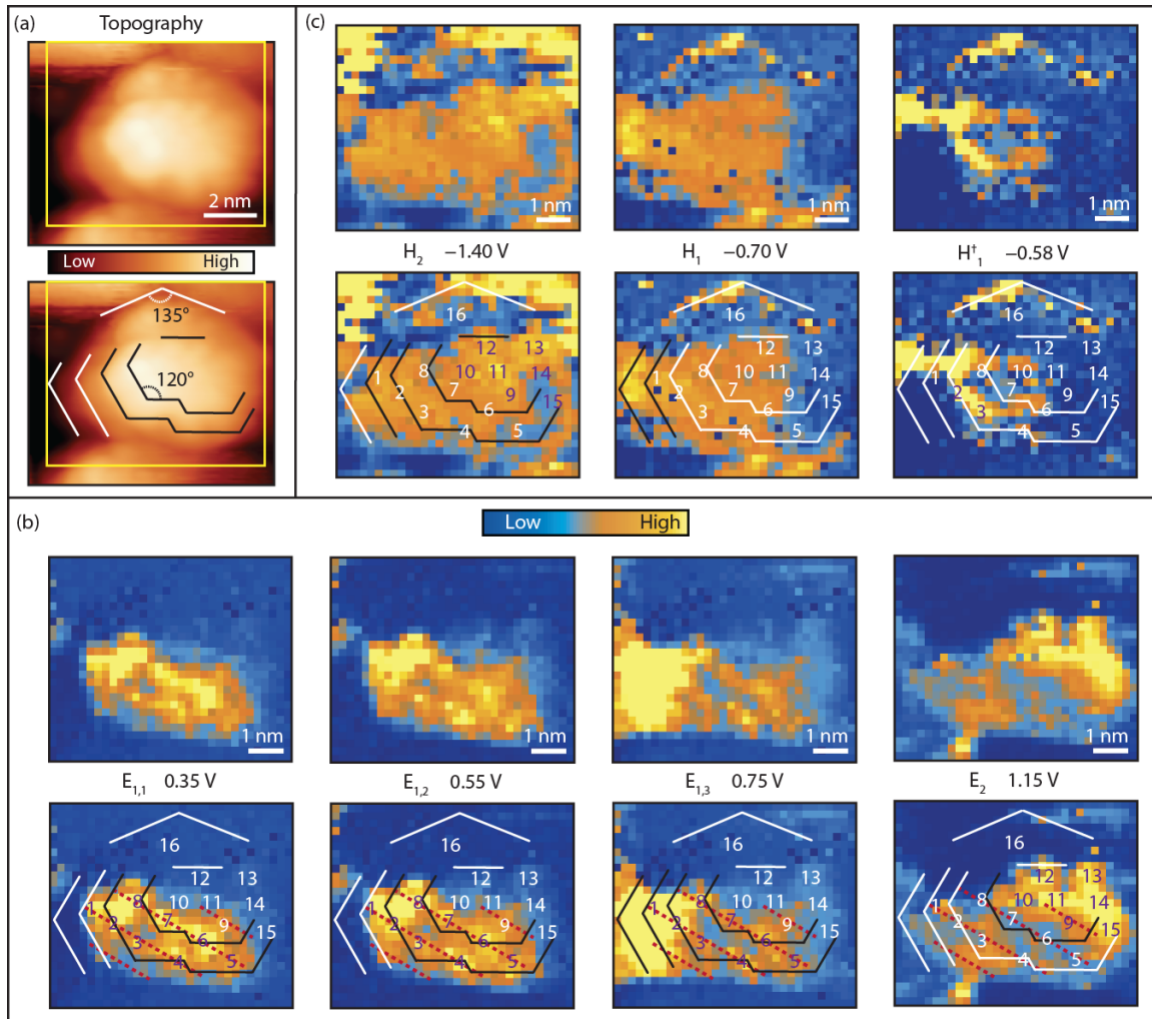 (a)
Topography
2 nm
Low High
135°
120°
(c)
1 nm 1 nm 1 nm
H2 −1.40 V H1 −0.70 V H†1 −0.58 V
16 16 16
12 13 12 13 12 13
1 8 10 11 14 1 8 10 11 14 1 8 10 11 14
2 7 9 15 2 7 9 15 2 7 9 15
3 6 3 6 3 6
4 5 4 5 4 5
(b)
Low High
1 nm 1 nm 1 nm 1 nm
E1,1 0.35 V E1,2 0.55 V E1,3 0.75 V E2 1.15 V
16 16 16 16
12 13 12 13 12 13 12 13
1 8 10 11 14 1 8 10 11 14 1 8 10 11 14 1 8 10 11 14
2 7 9 15 2 7 9 15 2 7 9 15 2 7 9 15
3 6 3 6 3 6 3 6
4 5 4 5 4 5 4 5